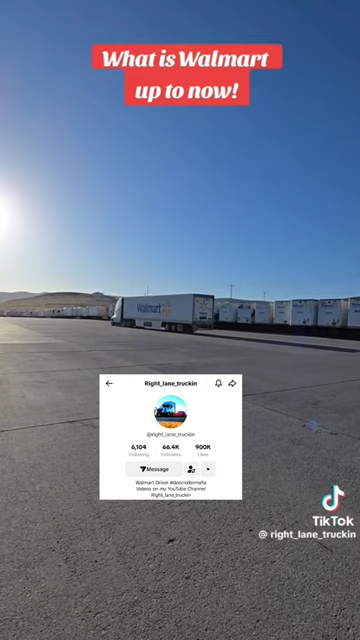 What is Walmart
up to now!
Walmart
Right_lane_truckin
@right_lane_truckin
6,104 66.4K 900K
Following Followers Likes
Message
Walmart Driver #doorrollermafia
Videos on my YouTube Channel
Right_lane_truckin
TikTok
@ right_lane_truckin